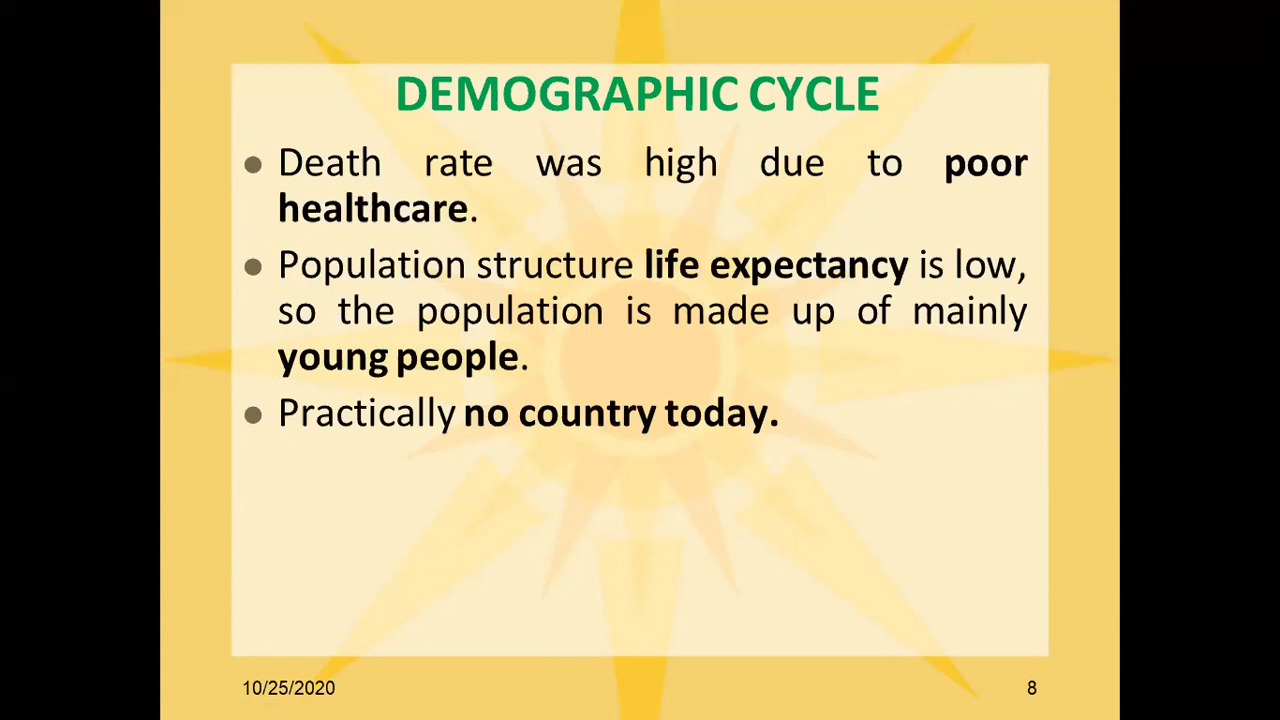 DEMOGRAPHIC CYCLE
● Death rate was high due to poor
healthcare.
● Population structure life expectancy is low,
so the population is made up of mainly
young people.
● Practically no country today.
10/25/2020
8